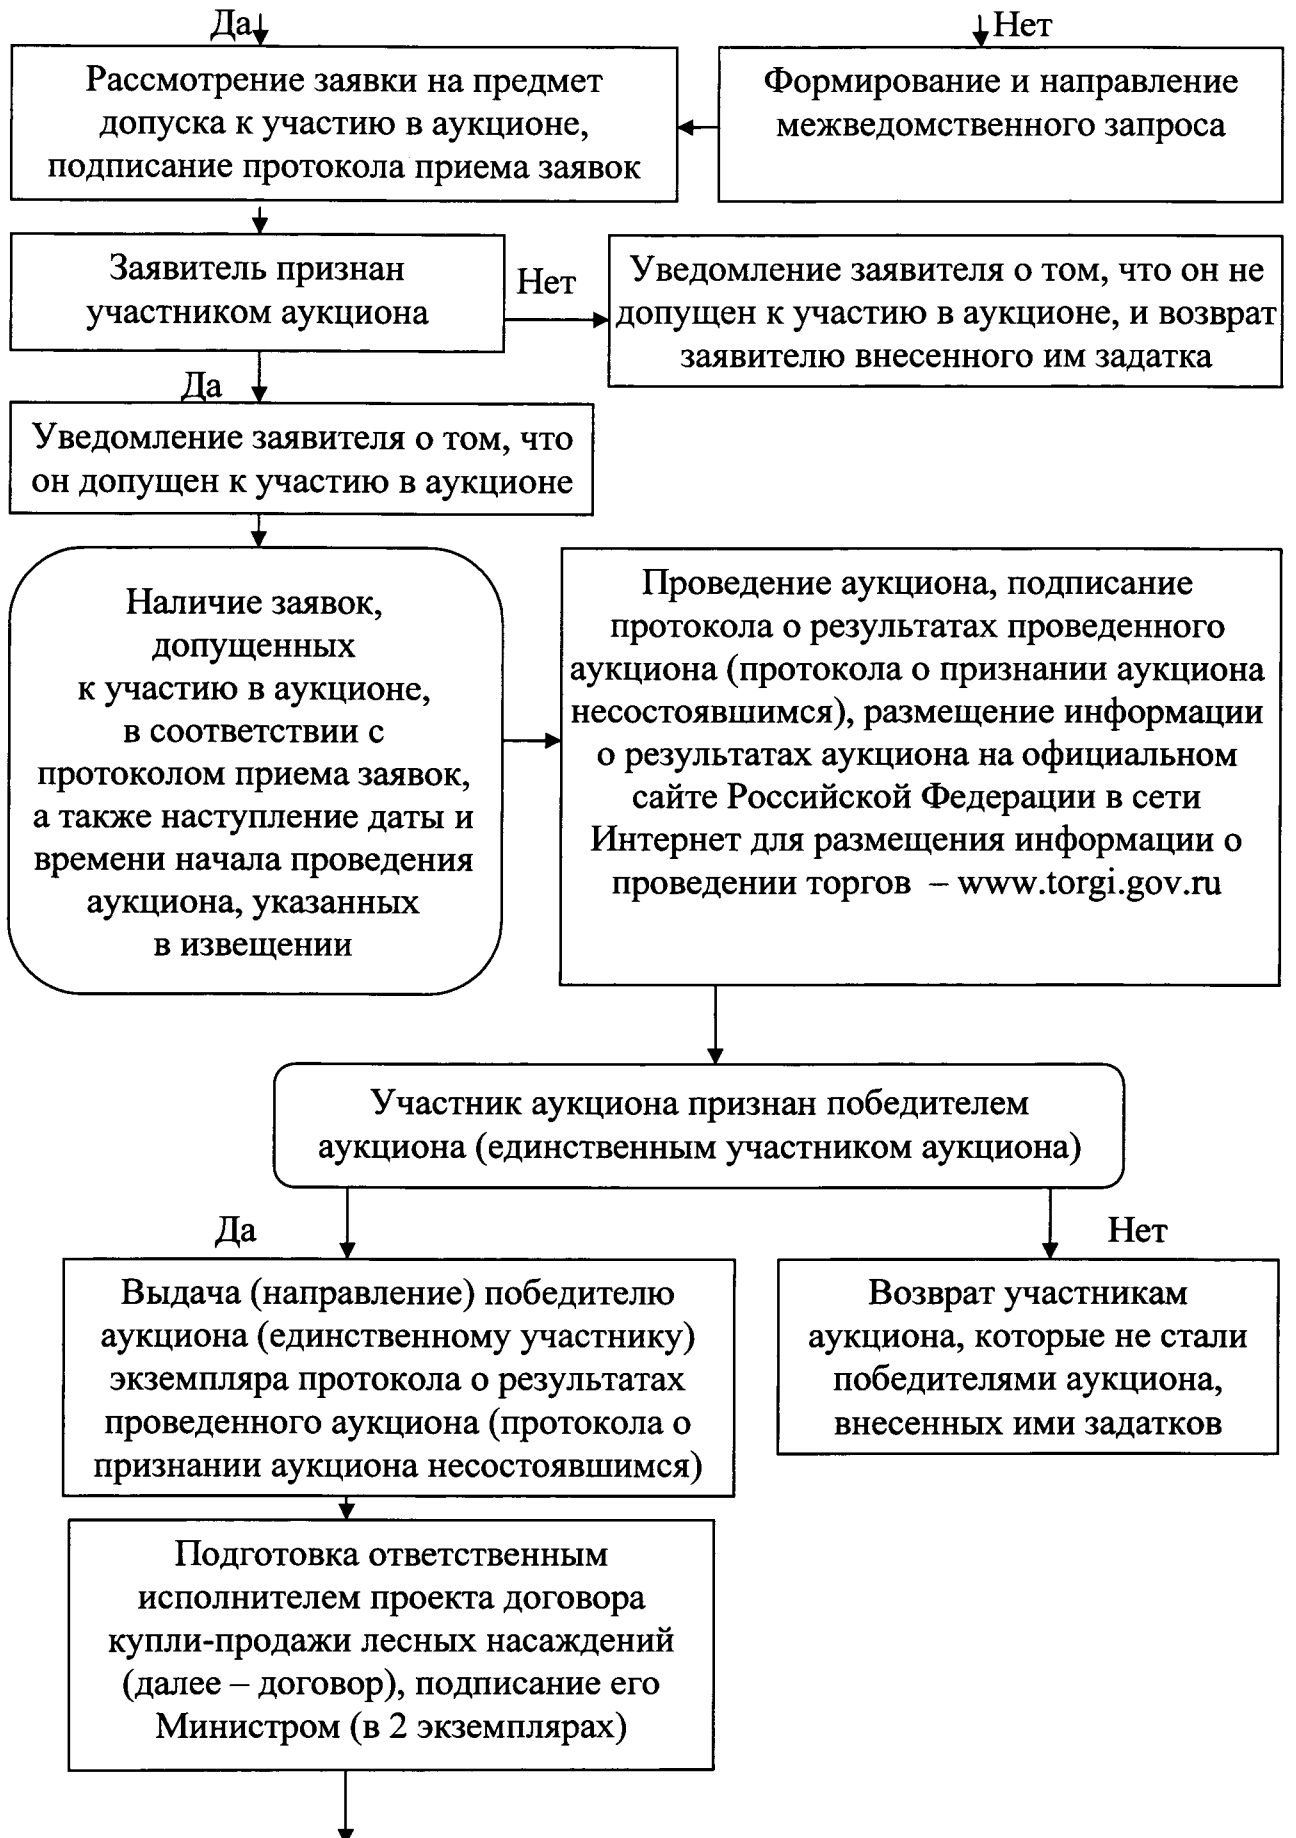 Да
Нет
Рассмотрение заявки на предмет
допуска к участию в аукционе,
подписание протокола приема заявок
Формирование и направление
межведомственного запроса
Заявитель признан
участником аукциона
Нет
Уведомление заявителя о том, что он не
допущен к участию в аукционе, и возврат
заявителю внесенного им задатка
Да
Уведомление заявителя о том, что
он допущен к участию в аукционе
Наличие заявок,
допущенных
к участию в аукционе,
в соответствии с
протоколом приема заявок,
а также наступление даты и
времени начала проведения
аукциона, указанных
в извещении
Проведение аукциона, подписание
протокола о результатах проведенного
аукциона (протокола о признании аукциона
несостоявшимся), размещение информации
о результатах аукциона на официальном
сайте Российской Федерации в сети
Интернет для размещения информации о
проведении торгов – www.torgi.gov.ru
Участник аукциона признан победителем
аукциона (единственным участником аукциона)
Да
Нет
Выдача (направление) победителю
аукциона (единственному участнику)
экземпляра протокола о результатах
проведенного аукциона (протокола о
признании аукциона несостоявшимся)
Возврат участникам
аукциона, которые не стали
победителями аукциона,
внесенных ими задатков
Подготовка ответственным
исполнителем проекта договора
купли-продажи лесных насаждений
(далее – договор), подписание его
Министром (в 2 экземплярах)